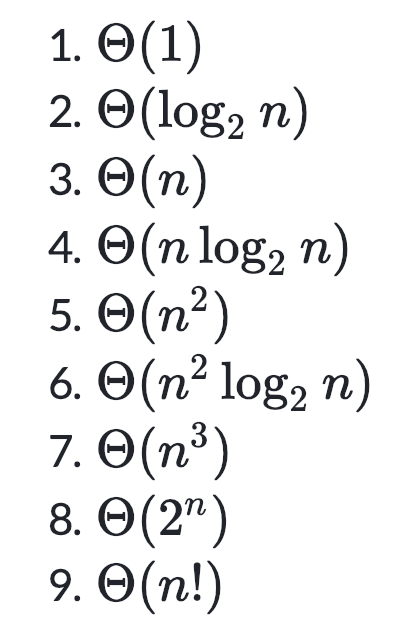 1. Θ(1)
2. Θ(log₂ n)
3. Θ(n)
4. Θ(n log₂ n)
5. Θ(n²)
6. Θ(n² log₂ n)
7. Θ(n³)
8. Θ(2ⁿ)
9. Θ(n!)